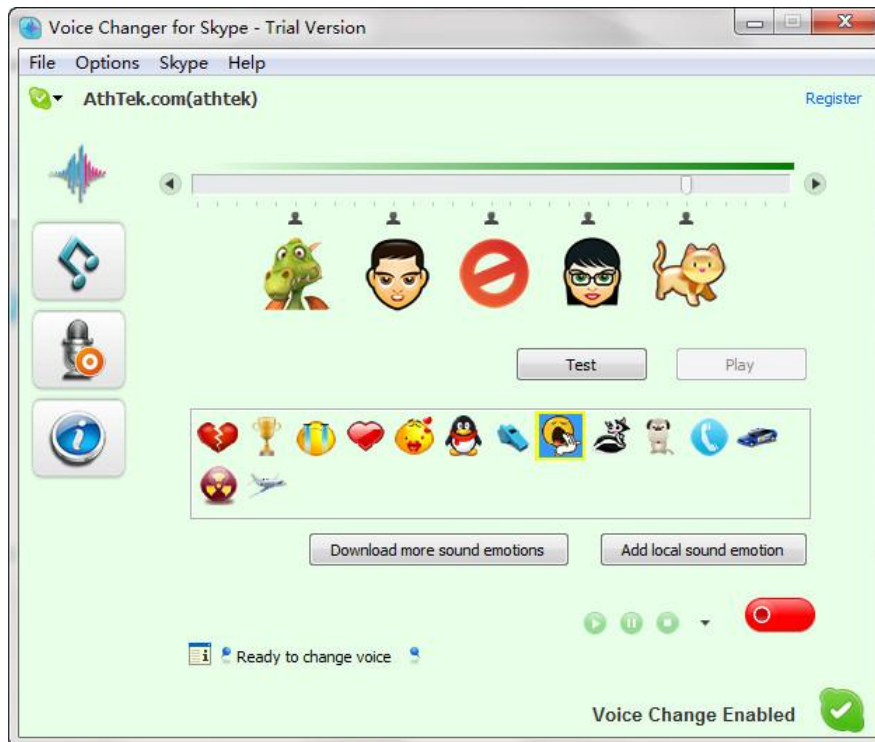 Voice Changer for Skype - Trial Version
File Options Skype Help
AthTek.com(athtek)
Register
Test
Play
Download more sound emotions
Add local sound emotion
Ready to change voice
Voice Change Enabled